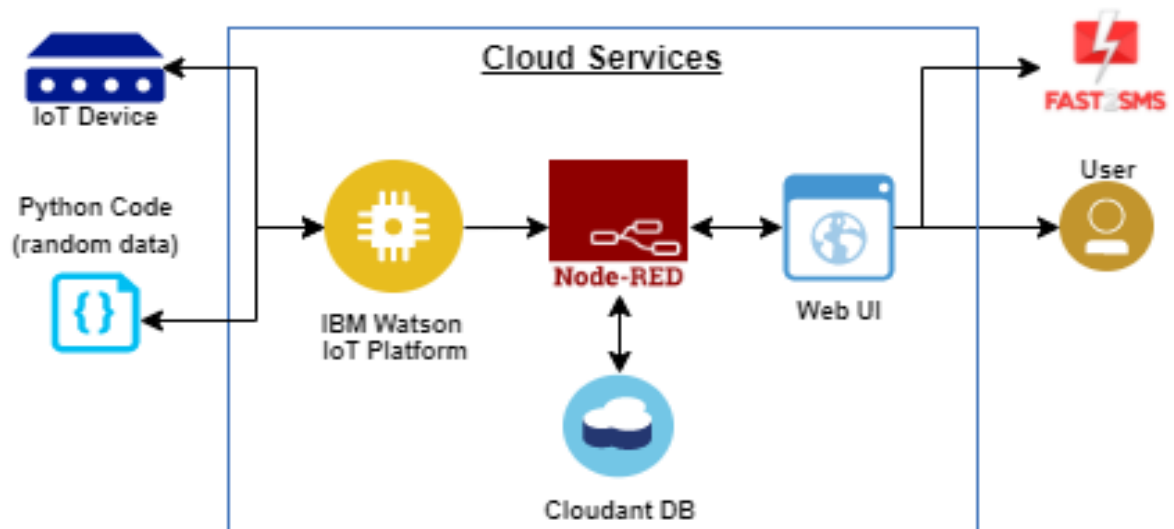 Cloud Services
IoT Device
FAST2SMS
User
Python Code
(random data)
{}
Node-RED
IBM Watson
IoT Platform
Web UI
Cloudant DB